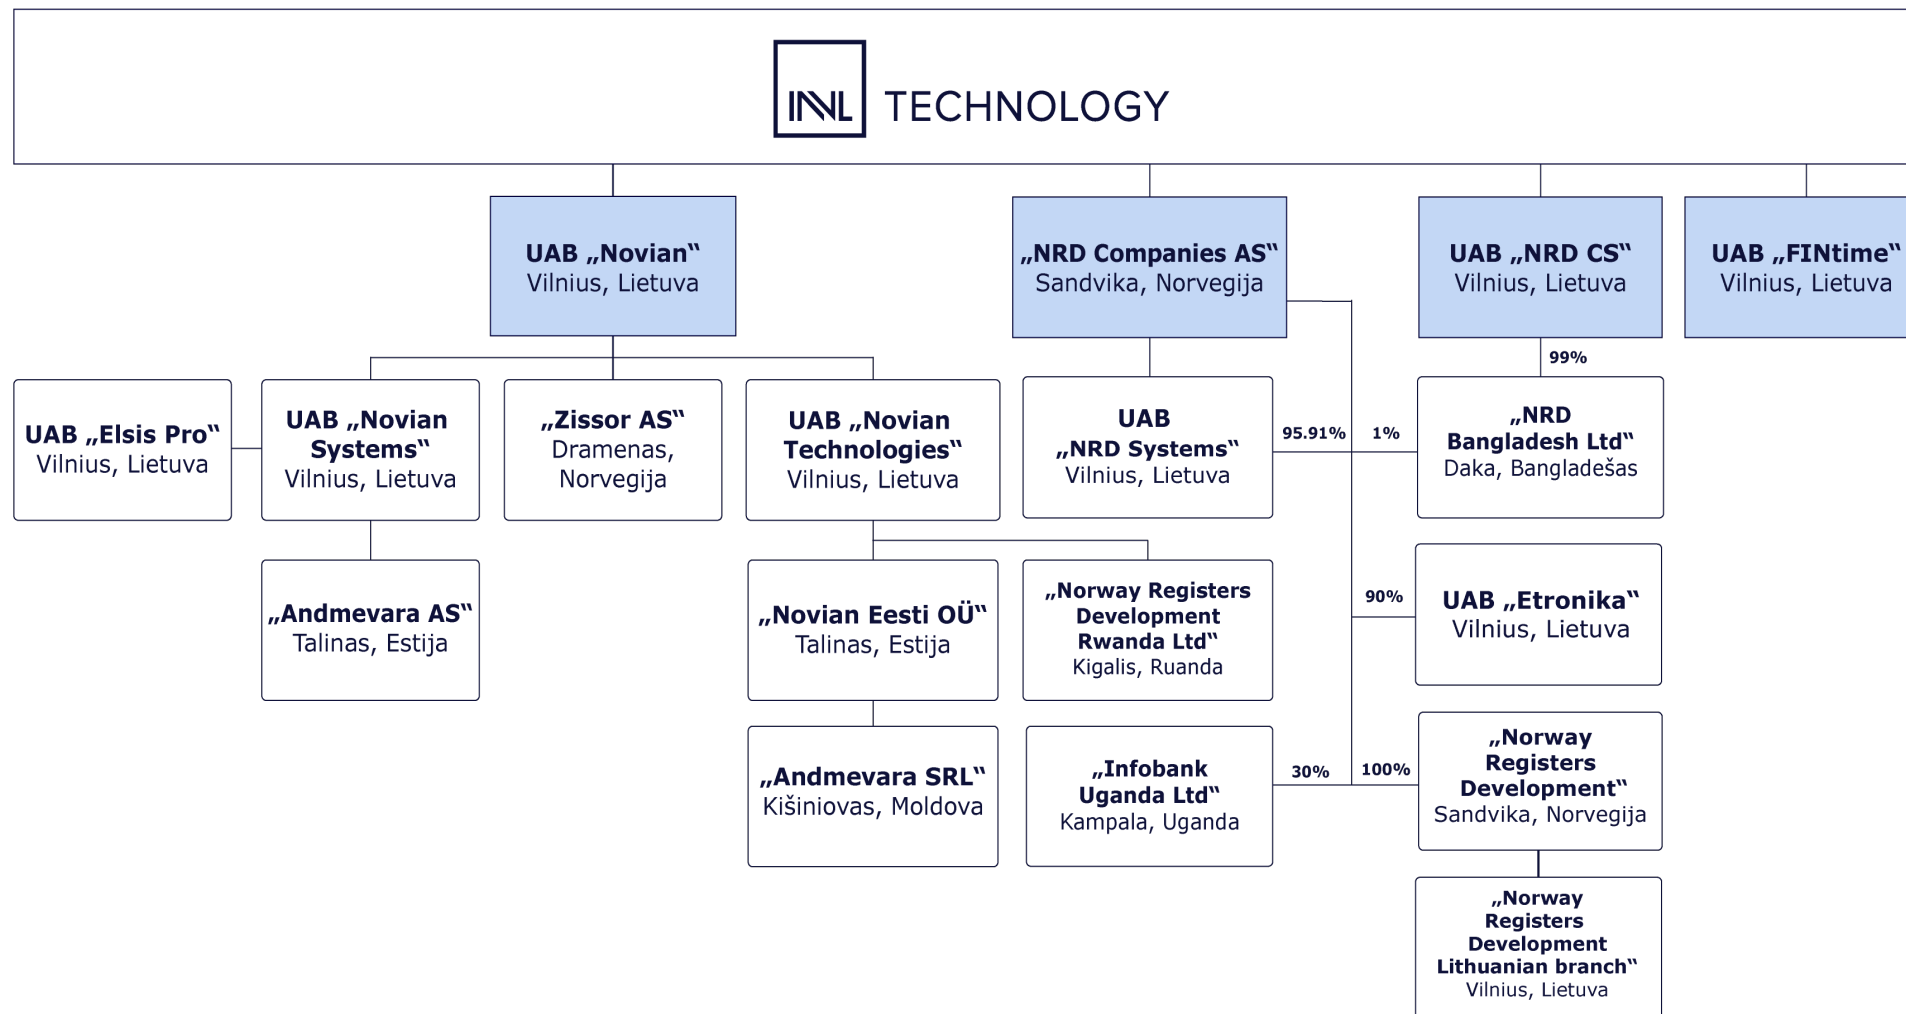 INVL TECHNOLOGY
UAB „Novian“
Vilnius, Lietuva
„NRD Companies AS“
Sandvika, Norvegija
UAB „NRD CS“
Vilnius, Lietuva
UAB „FINtime“
Vilnius, Lietuva
99%
UAB „Elsis Pro“
Vilnius, Lietuva
UAB „Novian
Systems“
Vilnius, Lietuva
„Zissor AS“
Dramenas,
Norvegija
UAB „Novian
Technologies“
Vilnius, Lietuva
UAB
„NRD Systems“
Vilnius, Lietuva
95.91%
1%
„NRD
Bangladesh Ltd“
Daka, Bangladešas
„Andmevara AS“
Talinas, Estija
„Novian Eesti OÜ“
Talinas, Estija
„Norway Registers
Development
Rwanda Ltd“
Kigalis, Ruanda
90%
UAB „Etronika“
Vilnius, Lietuva
„Andmevara SRL“
Kišiniovas, Moldova
„Infobank
Uganda Ltd“
Kampala, Uganda
30%
100%
„Norway
Registers
Development“
Sandvika, Norvegija
„Norway
Registers
Development
Lithuanian branch“
Vilnius, Lietuva